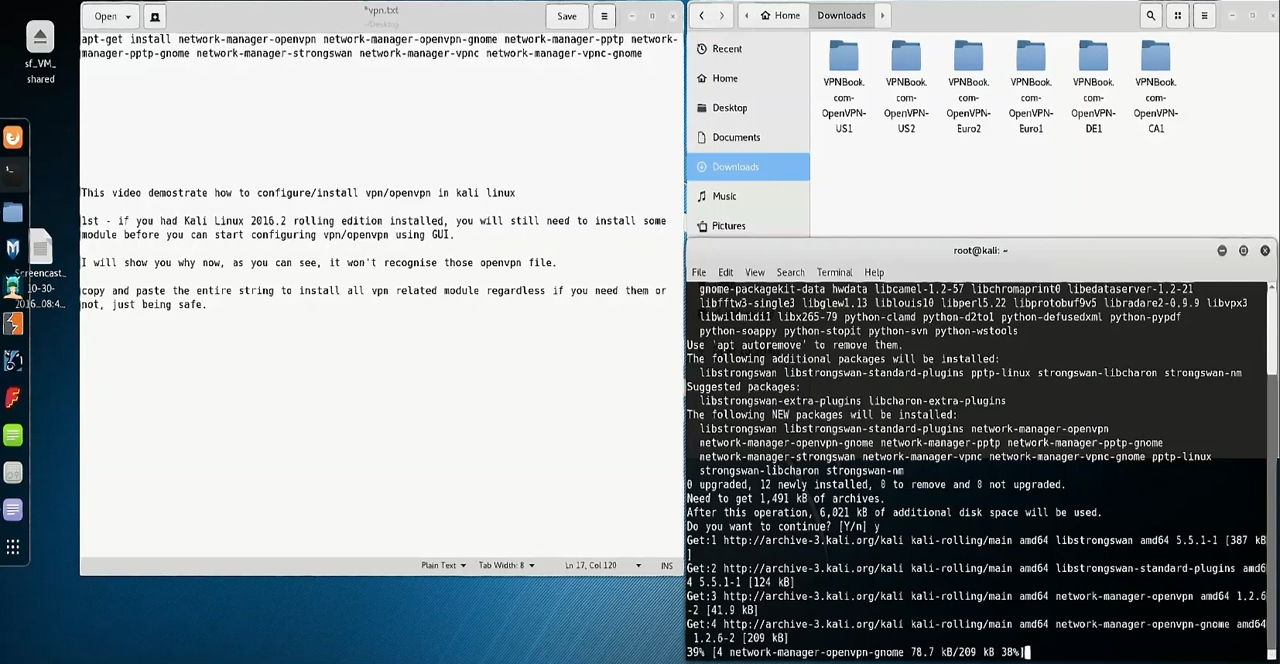 sf_VM_
shared
Screencast_
10-30-
2016_08:4...
Open
*vpn.txt
~/Desktop
Save
apt-get install network-manager-openvpn network-manager-openvpn-gnome network-manager-pptp network-
manager-pptp-gnome network-manager-strongswan network-manager-vpnc network-manager-vpnc-gnome
This video demostrate how to configure/install vpn/openvpn in kali linux
1st - if you had Kali Linux 2016.2 rolling edition installed, you will still need to install some
module before you can start configuring vpn/openvpn using GUI.
I will show you why now, as you can see, it won't recognise those openvpn file.
copy and paste the entire string to install all vpn related module regardless if you need them or
not, just being safe.
Plain Text
Tab Width: 8
Ln 17, Col 120
INS
Home
Downloads
Recent
Home
Desktop
Documents
Downloads
Music
Pictures
VPNBook.
com-
OpenVPN-
US1
VPNBook.
com-
OpenVPN-
US2
VPNBook.
com-
OpenVPN-
Euro2
VPNBook.
com-
OpenVPN-
Euro1
VPNBook.
com-
OpenVPN-
DE1
VPNBook.
com-
OpenVPN-
CA1
root@kali: ~
File Edit View Search Terminal Help
gnome-packagekit-data hwdata libcamel-1.2-57 libchromaprint0 libedataserver-1.2-21
libfftw3-single3 libglew1.13 liblouis10 libperl5.22 libprotobuf9v5 libradare2-0.9.9 libvpx3
libwildmidi1 libx265-79 python-clamd python-d2to1 python-defusedxml python-pypdf
python-soappy python-stopit python-svn python-wstools
Use 'apt autoremove' to remove them.
The following additional packages will be installed:
libstrongswan libstrongswan-standard-plugins pptp-linux strongswan-libcharon strongswan-nm
Suggested packages:
libstrongswan-extra-plugins libcharon-extra-plugins
The following NEW packages will be installed:
libstrongswan libstrongswan-standard-plugins network-manager-openvpn
network-manager-openvpn-gnome network-manager-pptp network-manager-pptp-gnome
network-manager-strongswan network-manager-vpnc network-manager-vpnc-gnome pptp-linux
strongswan-libcharon strongswan-nm
0 upgraded, 12 newly installed, 0 to remove and 0 not upgraded.
Need to get 1,491 kB of archives.
After this operation, 6,021 kB of additional disk space will be used.
Do you want to continue? [Y/n] y
Get:1 http://archive-3.kali.org/kali kali-rolling/main amd64 libstrongswan amd64 5.5.1-1 [387 kB
]
Get:2 http://archive-3.kali.org/kali kali-rolling/main amd64 libstrongswan-standard-plugins amd6
4 5.5.1-1 [124 kB]
Get:3 http://archive-3.kali.org/kali kali-rolling/main amd64 network-manager-openvpn amd64 1.2.6
-2 [41.9 kB]
Get:4 http://archive-3.kali.org/kali kali-rolling/main amd64 network-manager-openvpn-gnome amd64
1.2.6-2 [209 kB]
39% [4 network-manager-openvpn-gnome 78.7 kB/209 kB 38%]